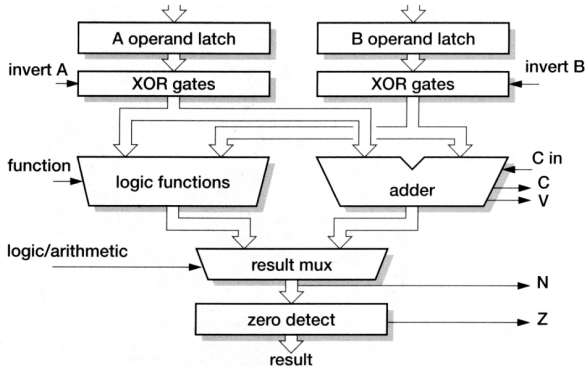 A operand latch
B operand latch
invert A
XOR gates
XOR gates
invert B
function
logic functions
adder
C in
C
V
logic/arithmetic
result mux
N
zero detect
Z
result